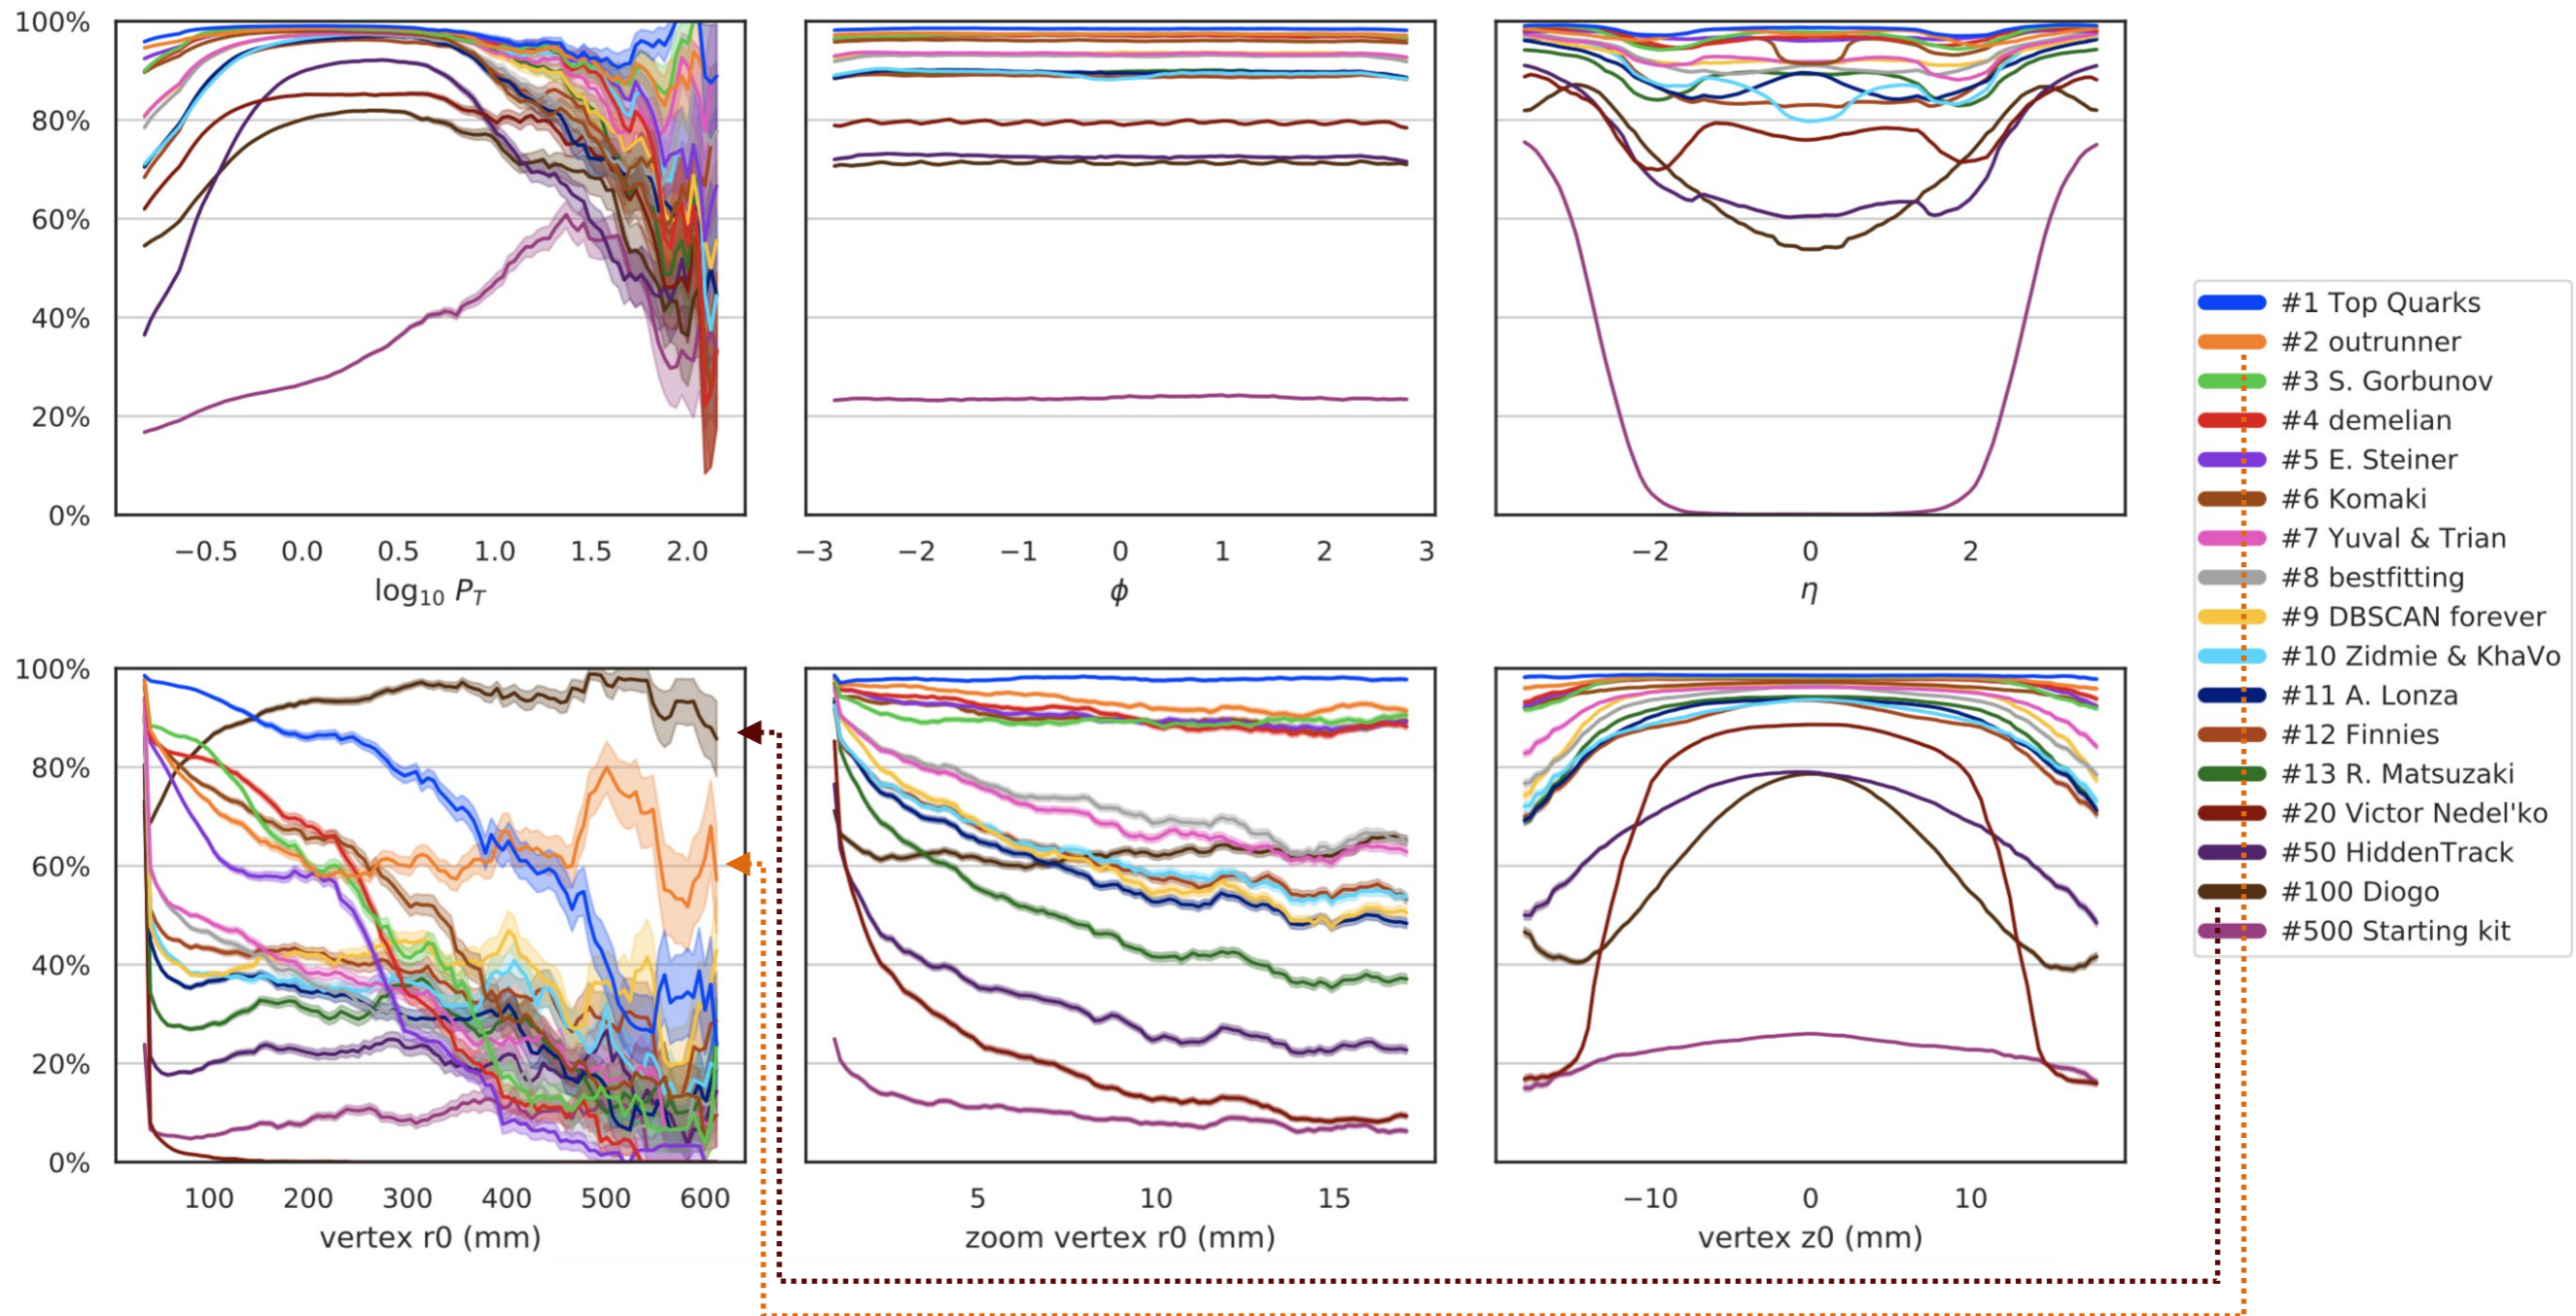 100%
80%
60%
40%
20%
0%
−0.5 0.0 0.5 1.0 1.5 2.0
log₁₀ P_T
−3 −2 −1 0 1 2 3
ϕ
−2 0 2
η
100%
80%
60%
40%
20%
0%
100 200 300 400 500 600
vertex r0 (mm)
5 10 15
zoom vertex r0 (mm)
−10 0 10
vertex z0 (mm)
#1 Top Quarks
#2 outrunner
#3 S. Gorbunov
#4 demelian
#5 E. Steiner
#6 Komaki
#7 Yuval & Trian
#8 bestfitting
#9 DBSCAN forever
#10 Zidmie & KhaVo
#11 A. Lonza
#12 Finnies
#13 R. Matsuzaki
#20 Victor Nedel'ko
#50 HiddenTrack
#100 Diogo
#500 Starting kit